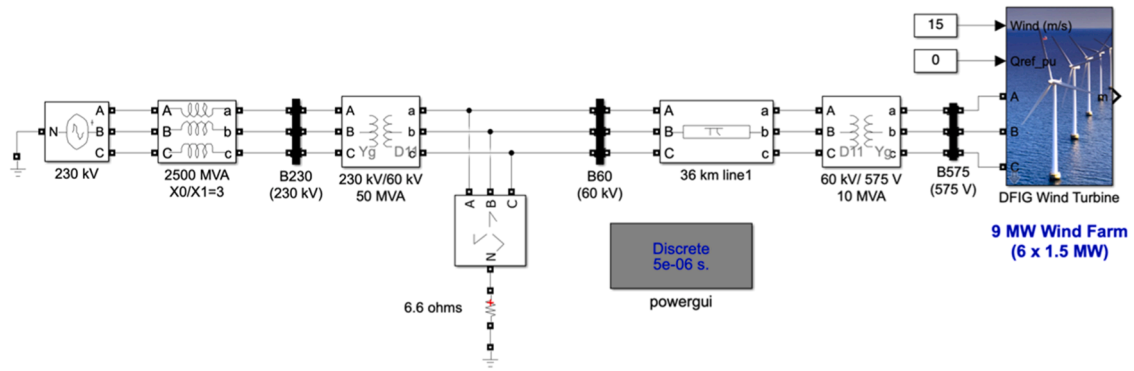 15
Wind (m/s)
0
Qref_pu
m
A
B
C
DFIG Wind Turbine
9 MW Wind Farm
(6 x 1.5 MW)
N
A
B
C
230 kV
A
B
C
a
b
c
2500 MVA
X0/X1=3
B230
(230 kV)
A
B
C
a
b
c
Yg
D11
230 kV/60 kV
50 MVA
A
B
C
N
6.6 ohms
B60
(60 kV)
A
B
C
a
b
c
36 km line1
A
B
C
a
b
c
D11
Yg
60 kV/ 575 V
10 MVA
B575
(575 V)
Discrete
5e-06 s.
powergui